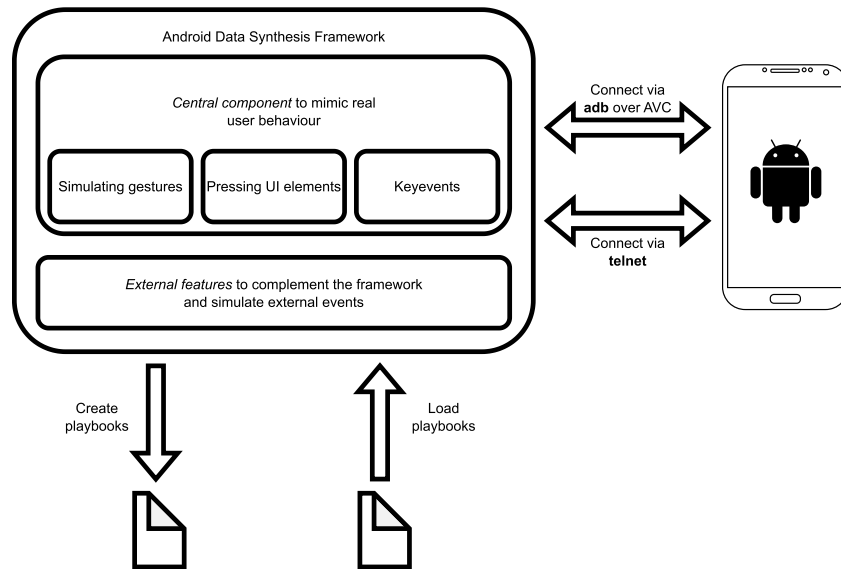 Android Data Synthesis Framework
Central component to mimic real
user behaviour
Simulating gestures
Pressing UI elements
Keyevents
External features to complement the framework
and simulate external events
Connect via
adb over AVC
Connect via
telnet
Create
playbooks
Load
playbooks